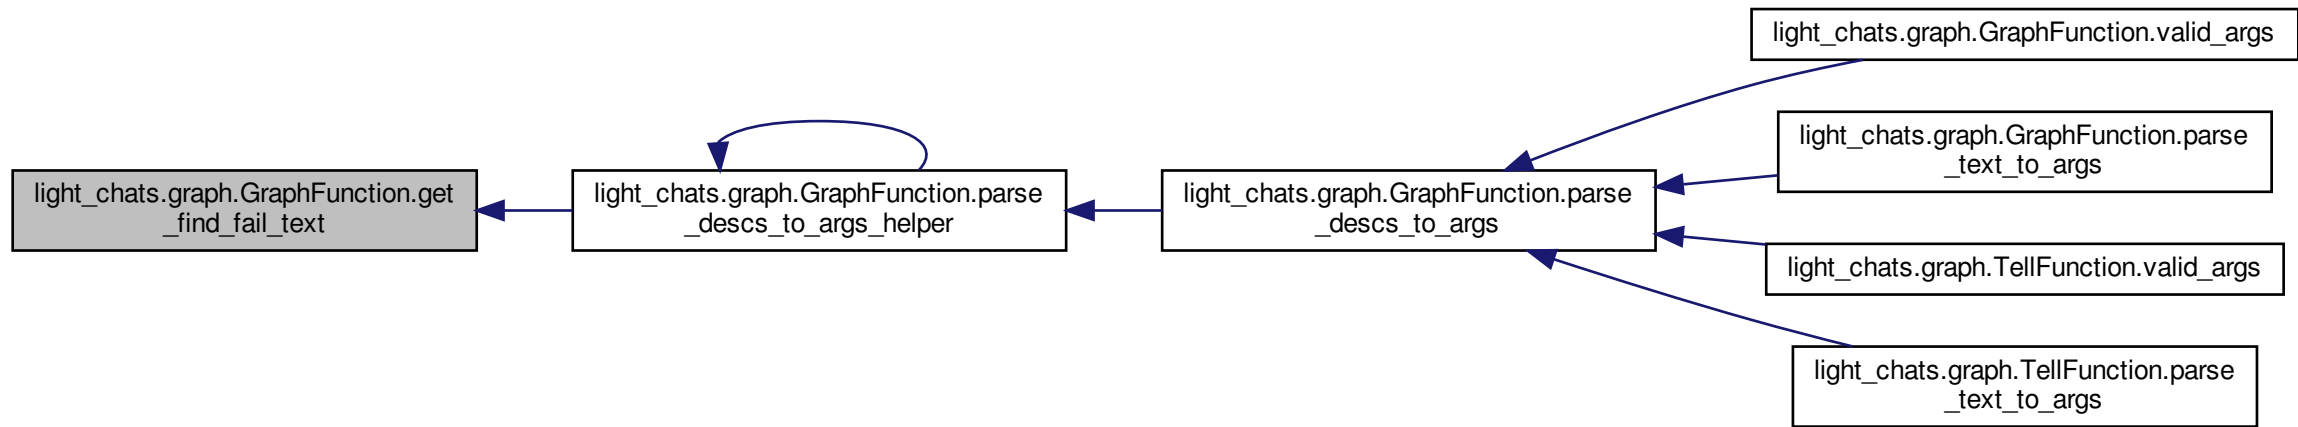 light_chats.graph.GraphFunction.get
_find_fail_text
light_chats.graph.GraphFunction.parse
_descs_to_args_helper
light_chats.graph.GraphFunction.parse
_descs_to_args
light_chats.graph.GraphFunction.valid_args
light_chats.graph.GraphFunction.parse
_text_to_args
light_chats.graph.TellFunction.valid_args
light_chats.graph.TellFunction.parse
_text_to_args